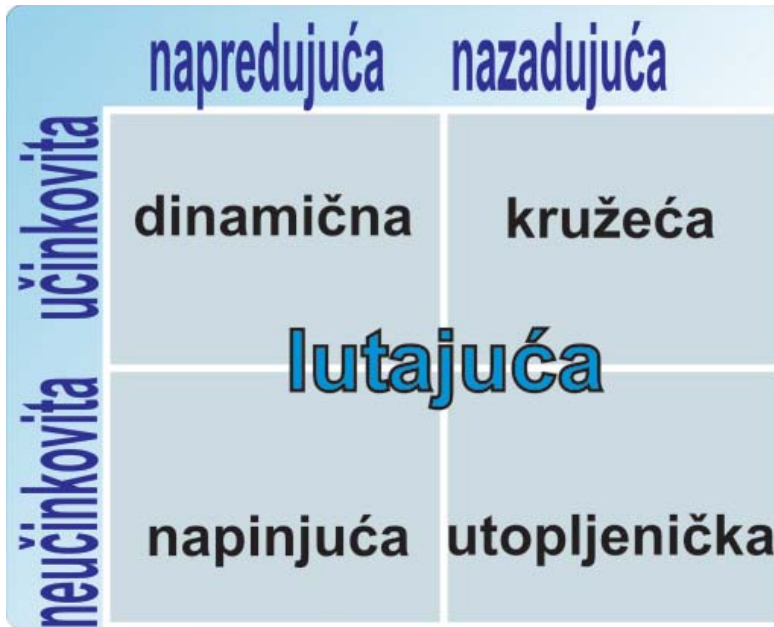 napredujuća nazadujuća
učinkovita
dinamična kružeća
lutajuća
neučinkovita
napinjuća utopljenička